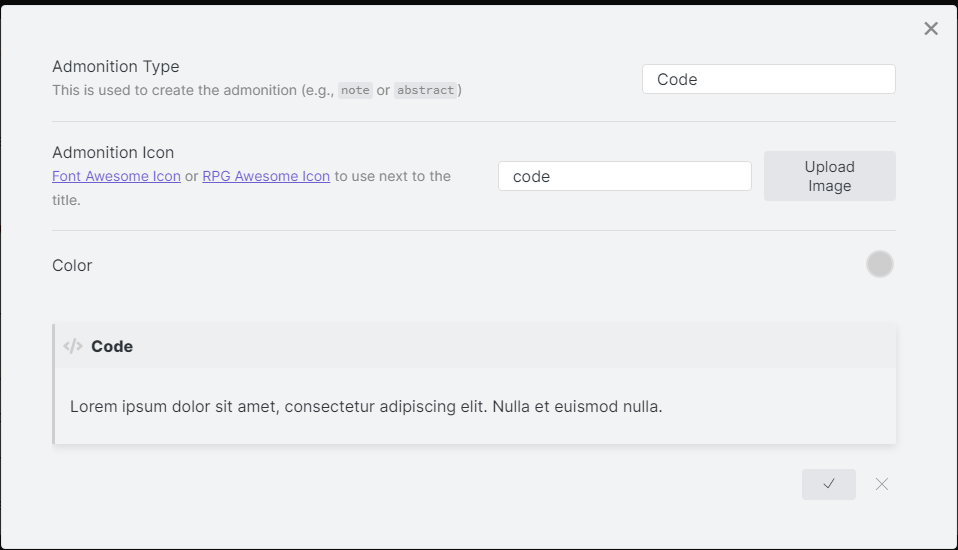 Admonition Type
This is used to create the admonition (e.g., note or abstract)
Code
Admonition Icon
Font Awesome Icon or RPG Awesome Icon to use next to the
title.
code
Upload
Image
Color
</> Code
Lorem ipsum dolor sit amet, consectetur adipiscing elit. Nulla et euismod nulla.